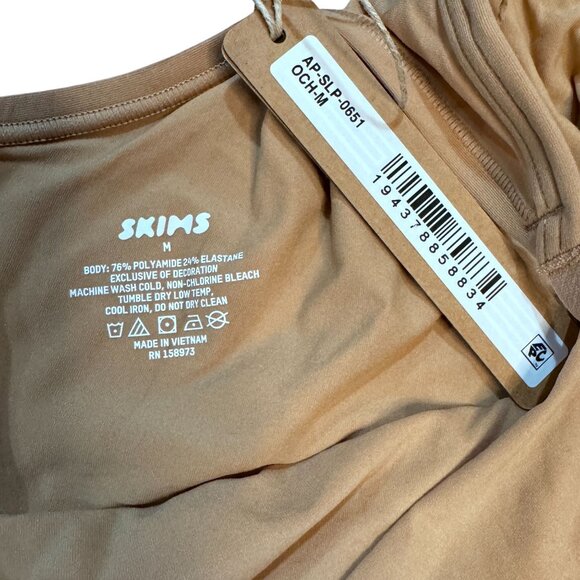 AP-SLP-0651
OCH-M
194378858834
EPC
SKIMS
M
BODY: 76% POLYAMIDE 24% ELASTANE
EXCLUSIVE OF DECORATION
MACHINE WASH COLD, NON-CHLORINE BLEACH
TUMBLE DRY LOW TEMP,
COOL IRON, DO NOT DRY CLEAN
MADE IN VIETNAM
RN 158973